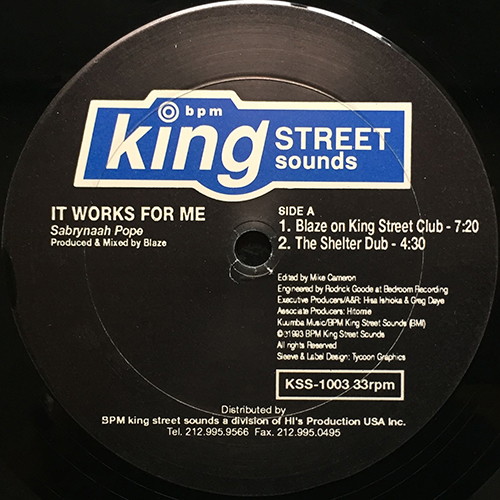 bpm
king STREET
sounds
IT WORKS FOR ME
Sabrynaah Pope
Produced & Mixed by Blaze
SIDE A
1. Blaze on King Street Club - 7:20
2. The Shelter Dub - 4:30
Edited by Mike Cameron
Engineered by Rodrick Goode at Bedroom Recording
Executive Producers/A&R: Hisa Ishioka & Greg Daye
Associate Producers: Hitomie
Kuumba Music/BPM King Street Sounds (BMI)
©1993 BPM King Street Sounds
All rights Reserved
Sleeve & Label Design: Tycoon Graphics
KSS-1003 33rpm
Distributed by
BPM king street sounds a division of HI's Production USA Inc.
Tel. 212.995.9566 Fax. 212.995.0495